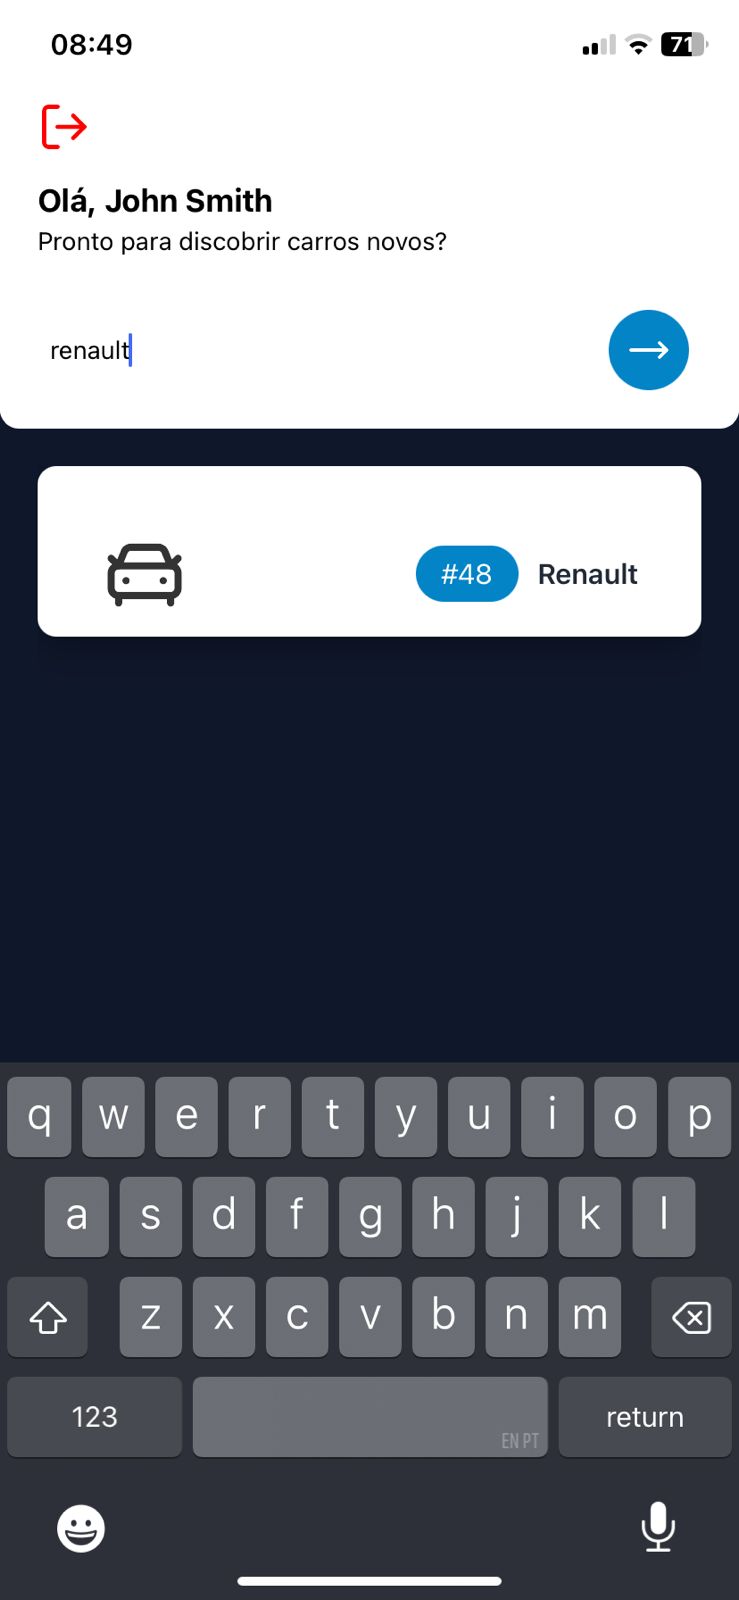 08:49
71
Olá, John Smith
Pronto para discobrir carros novos?
renault
#48 Renault
q w e r t y u i o p
a s d f g h j k l
z x c v b n m
123 EN PT return